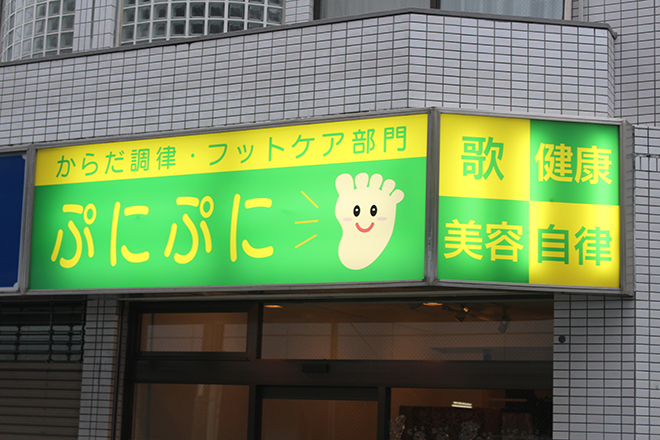 からだ調律・フットケア部門
ぷにぷに
歌 健康
美容 自律